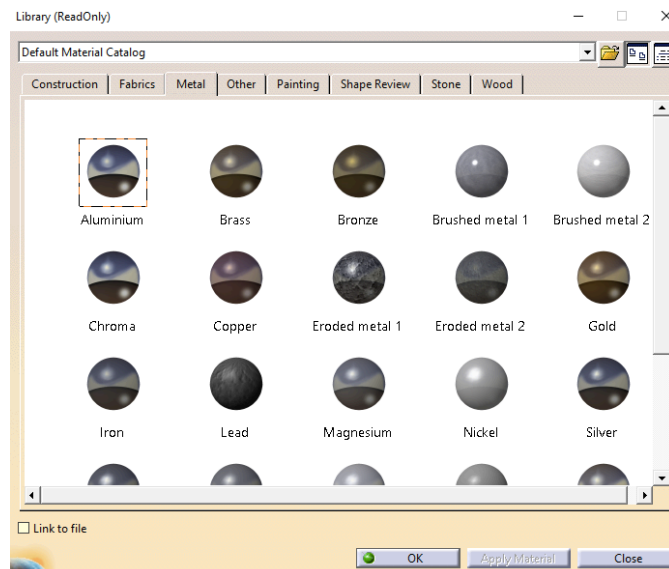 Library (ReadOnly)
Default Material Catalog
Construction Fabrics Metal Other Painting Shape Review Stone Wood
Aluminium Brass Bronze Brushed metal 1 Brushed metal 2
Chroma Copper Eroded metal 1 Eroded metal 2 Gold
Iron Lead Magnesium Nickel Silver
Link to file
OK Apply Material Close